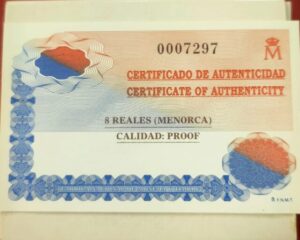 0007297
M
CERTIFICADO DE AUTENTICIDAD
CERTIFICATE OF AUTHENTICITY
8 REALES (MENORCA)
CALIDAD: PROOF